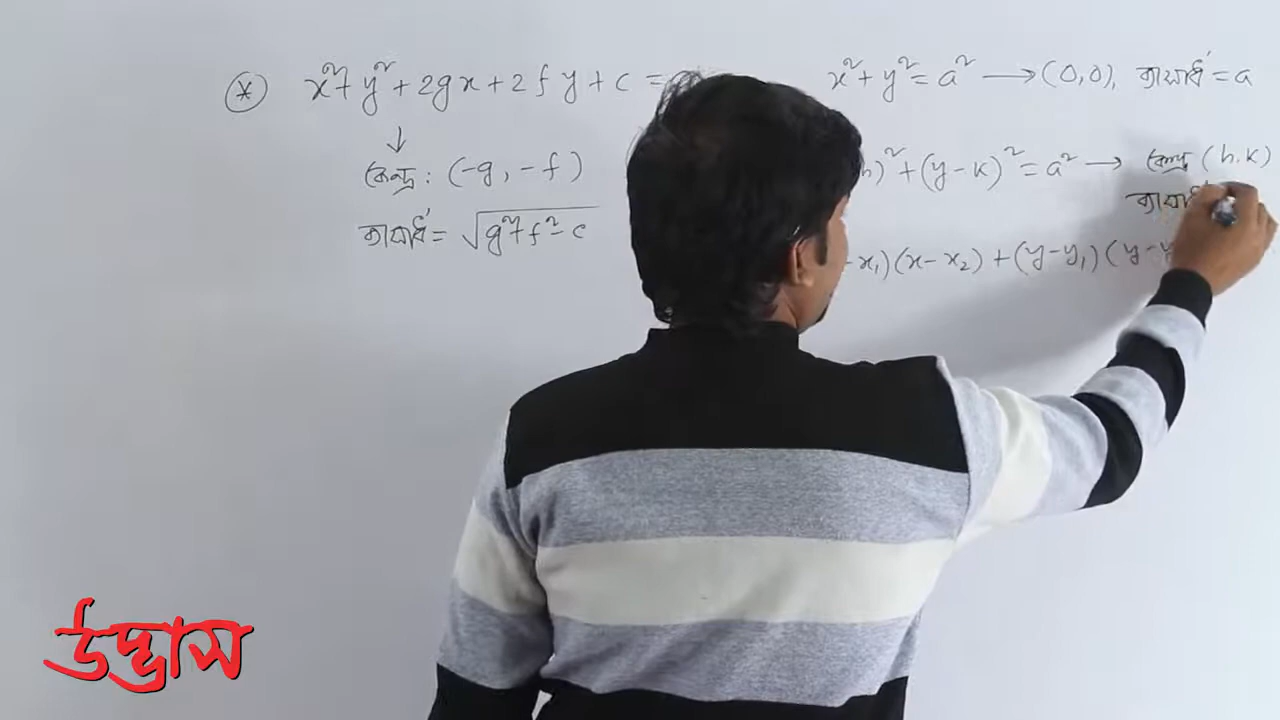 * x² + y² + 2gx + 2fy + c =
↓
কেন্দ্র : (-g, -f)
ব্যাসার্ধ = √(g² + f² - c)
x² + y² = a² → (0,0), ব্যাসার্ধ = a
)² + (y - k)² = a² → কেন্দ্র (h, k)
- x₁)(x - x₂) + (y - y₁)(y -
উদ্ভাস